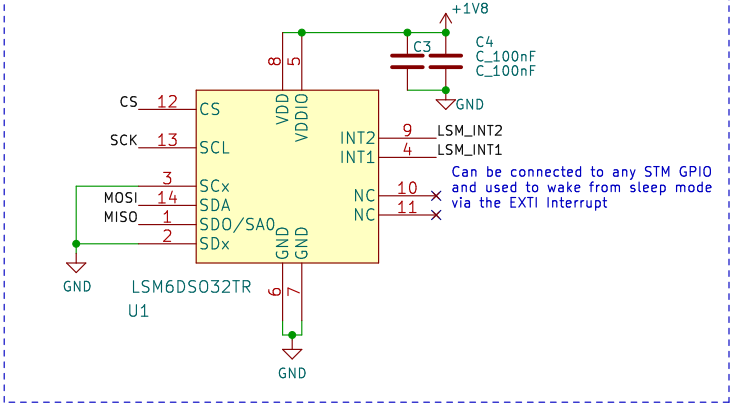 +1V8
C3
C4
C_100nF
C_100nF
GND
8
5
VDD
VDDIO
CS
12
CS
SCK
13
SCL
3
SCx
MOSI
14
SDA
MISO
1
SDO/SA0
2
SDx
INT2
9
LSM_INT2
INT1
4
LSM_INT1
NC
10
NC
11
Can be connected to any STM GPIO
and used to wake from sleep mode
via the EXTI Interrupt
GND
GND
6
7
GND
LSM6DSO32TR
U1
GND